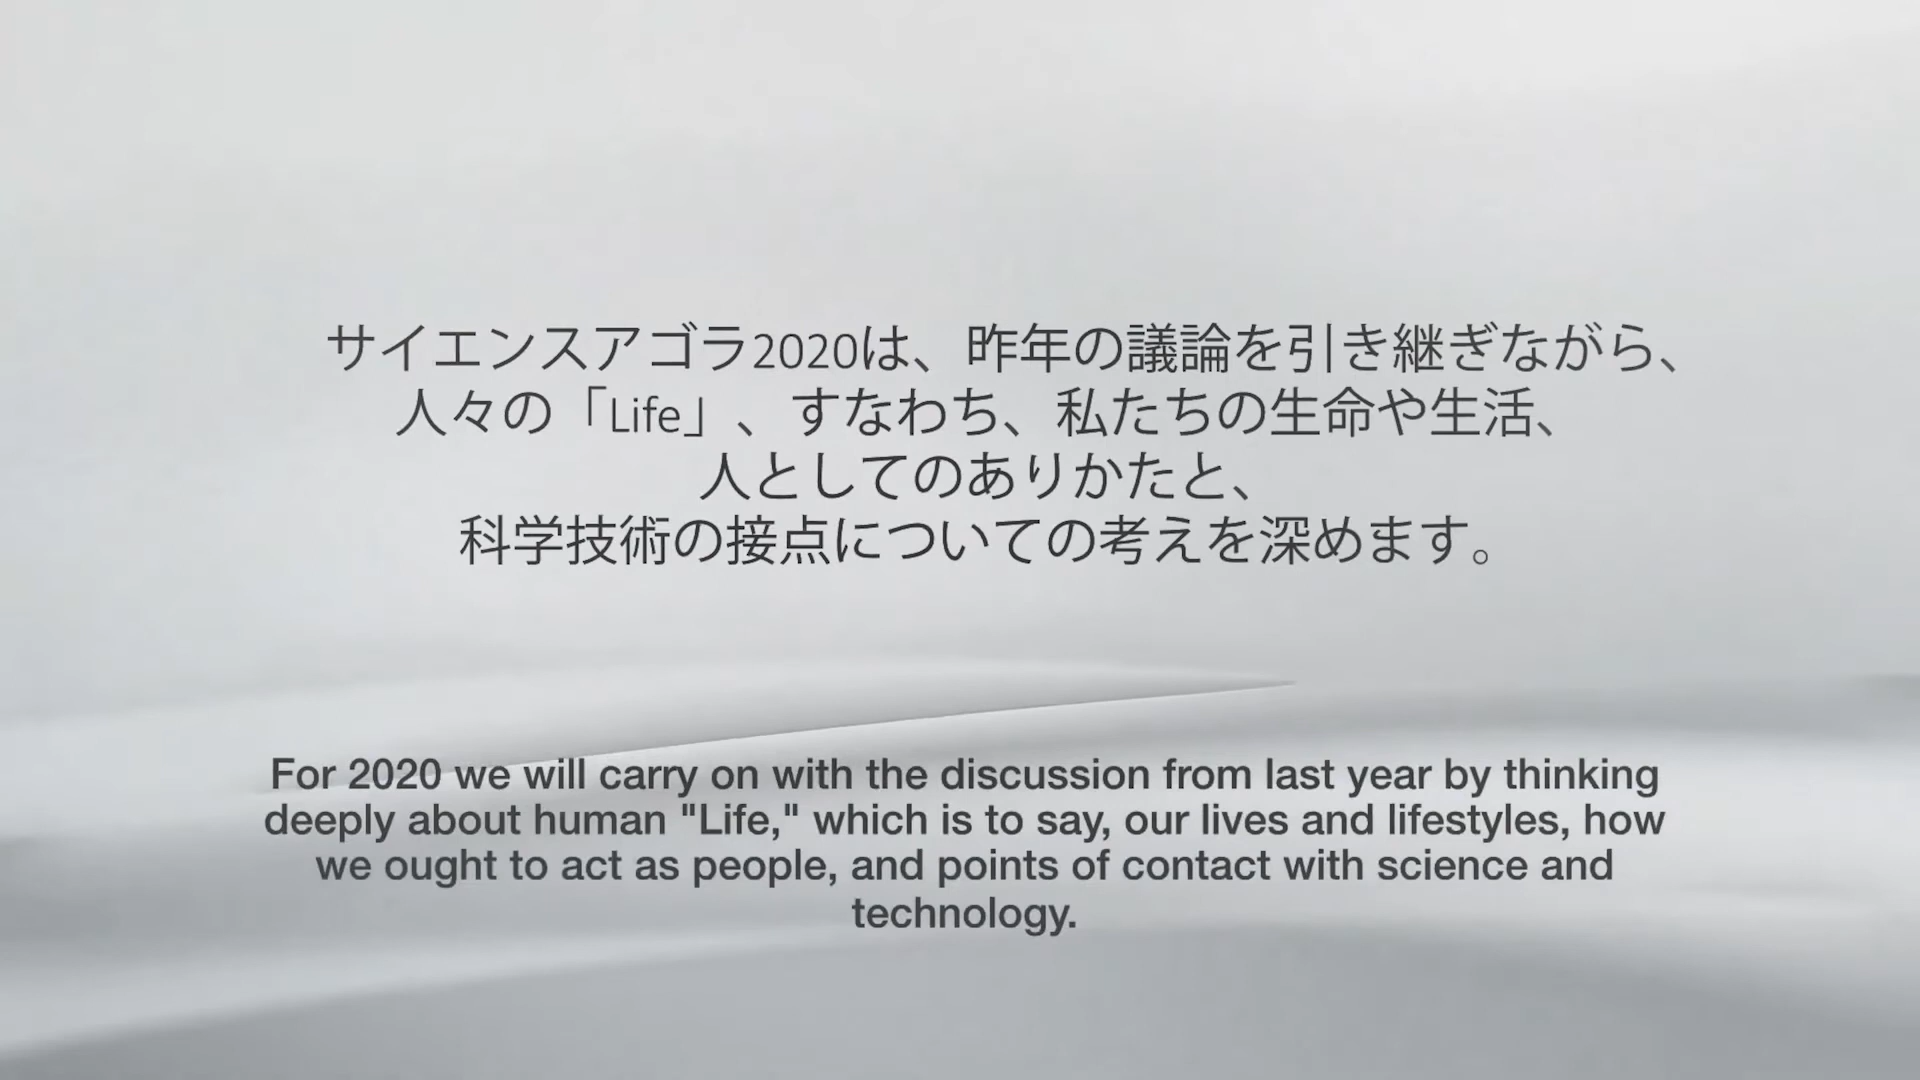 サイエンスアゴラ2020は、昨年の議論を引き継ぎながら、
人々の「Life」、すなわち、私たちの生命や生活、
人としてのありかたと、
科学技術の接点についての考えを深めます。
For 2020 we will carry on with the discussion from last year by thinking
deeply about human "Life," which is to say, our lives and lifestyles, how
we ought to act as people, and points of contact with science and
technology.